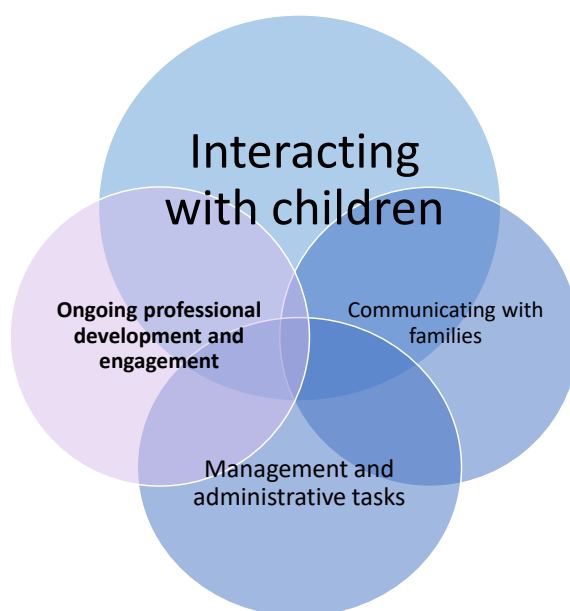 Interacting
with children
Ongoing professional
development and
engagement
Communicating with
families
Management and
administrative tasks